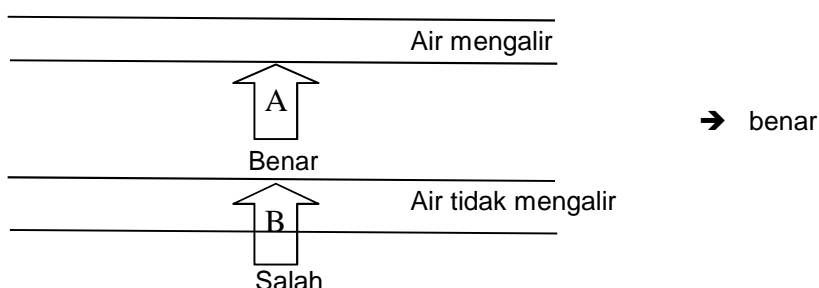 Air mengalir
A
➔ benar
Benar
Air tidak mengalir
B
Salah